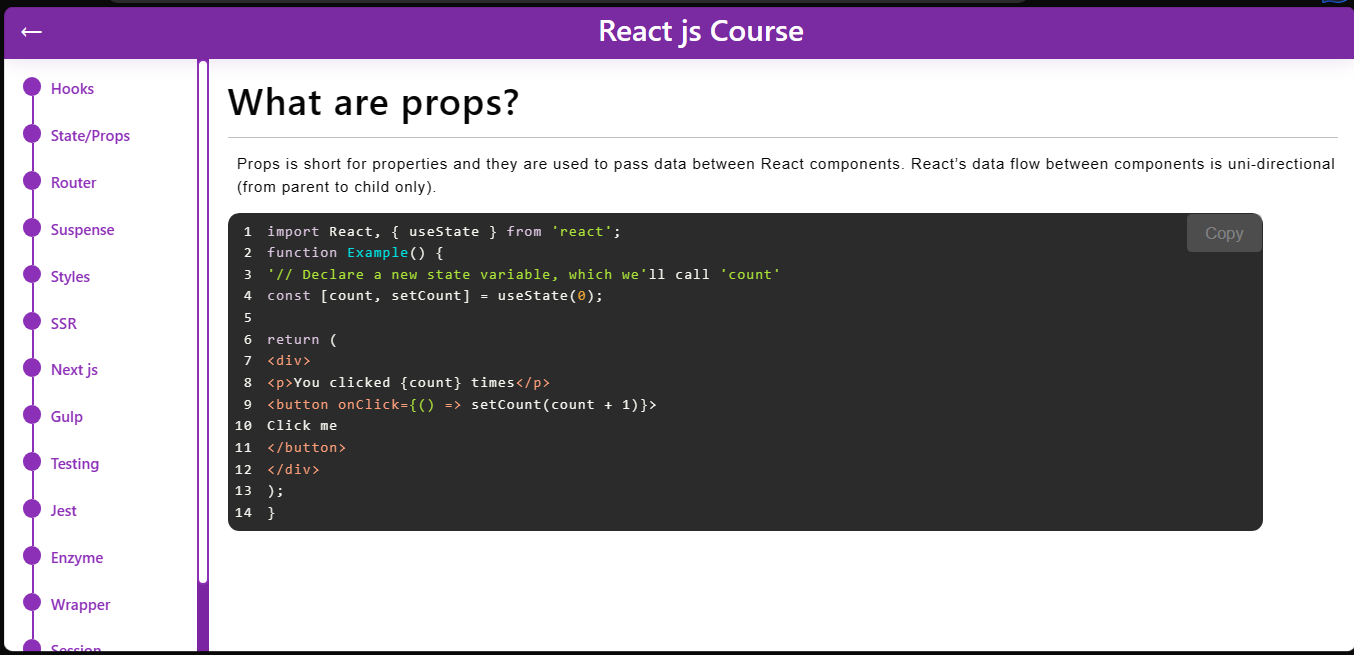 ←
React js Course
Hooks
State/Props
Router
Suspense
Styles
SSR
Next js
Gulp
Testing
Jest
Enzyme
Wrapper
Session
What are props?
Props is short for properties and they are used to pass data between React components. React’s data flow between components is uni-directional
(from parent to child only).
Copy
1 import React, { useState } from 'react';
2 function Example() {
3 '// Declare a new state variable, which we'll call 'count'
4 const [count, setCount] = useState(0);
5
6 return (
7 <div>
8 <p>You clicked {count} times</p>
9 <button onClick={() => setCount(count + 1)}>
10 Click me
11 </button>
12 </div>
13 );
14 }